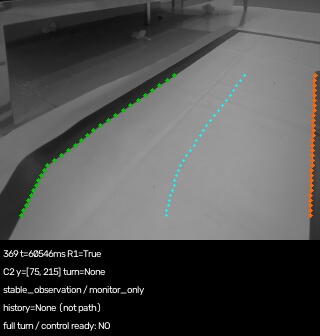 369 t=60546ms R1=True
C2 y=[75, 215] turn=None
stable_observation / monitor_only
history=None (not path)
full turn / control ready: NO